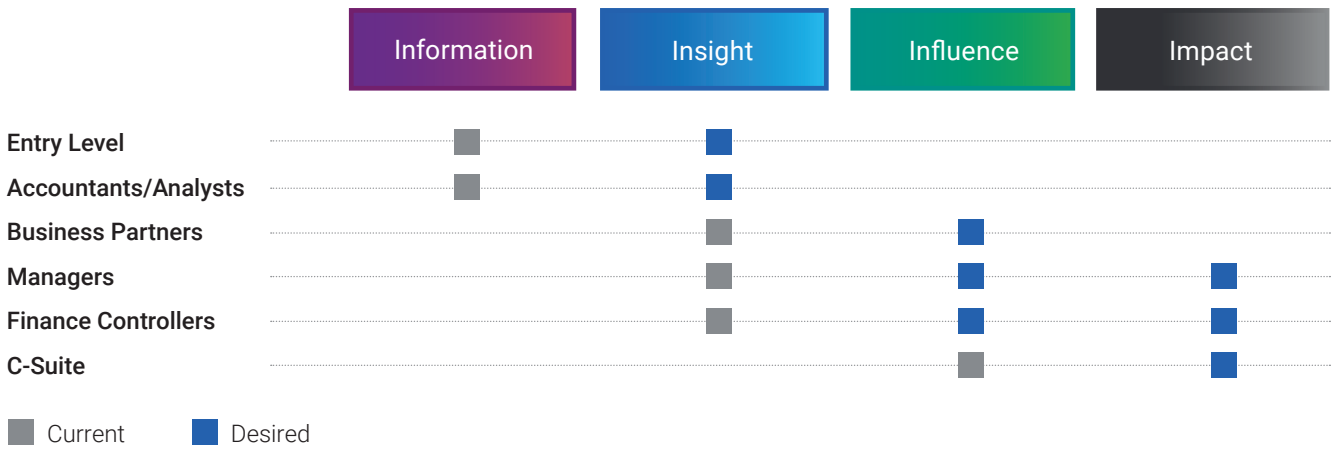 Information Insight Influence Impact
Entry Level
Accountants/Analysts
Business Partners
Managers
Finance Controllers
C-Suite
Current Desired